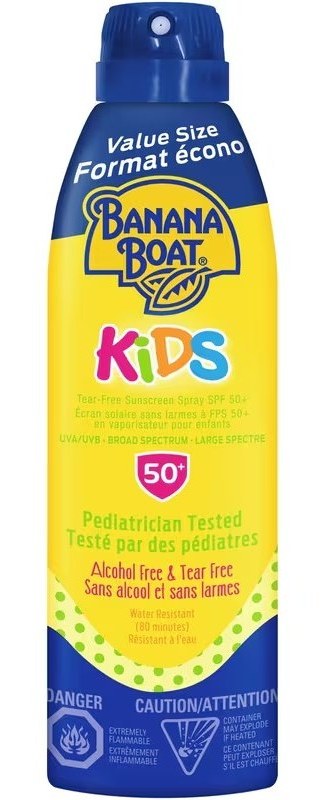 Value Size
Format écono
BANANA
BOAT®
KiDS
Tear-Free Sunscreen Spray SPF 50+
Écran solaire sans larmes à FPS 50+
en vaporisateur pour enfants
UVA/UVB • BROAD SPECTRUM • LARGE SPECTRE
50+
Pediatrician Tested
Testé par des pédiatres
Alcohol Free & Tear Free
Sans alcool et sans larmes
Water Resistant
(80 minutes)
Résistant à l'eau
DANGER
EXTREMELY
FLAMMABLE
EXTRÊMEMENT
INFLAMMABLE
CAUTION/ATTENTION
CONTAINER
MAY EXPLODE
IF HEATED
CE CONTENANT
PEUT EXPLOSER
S'IL EST CHAUFF